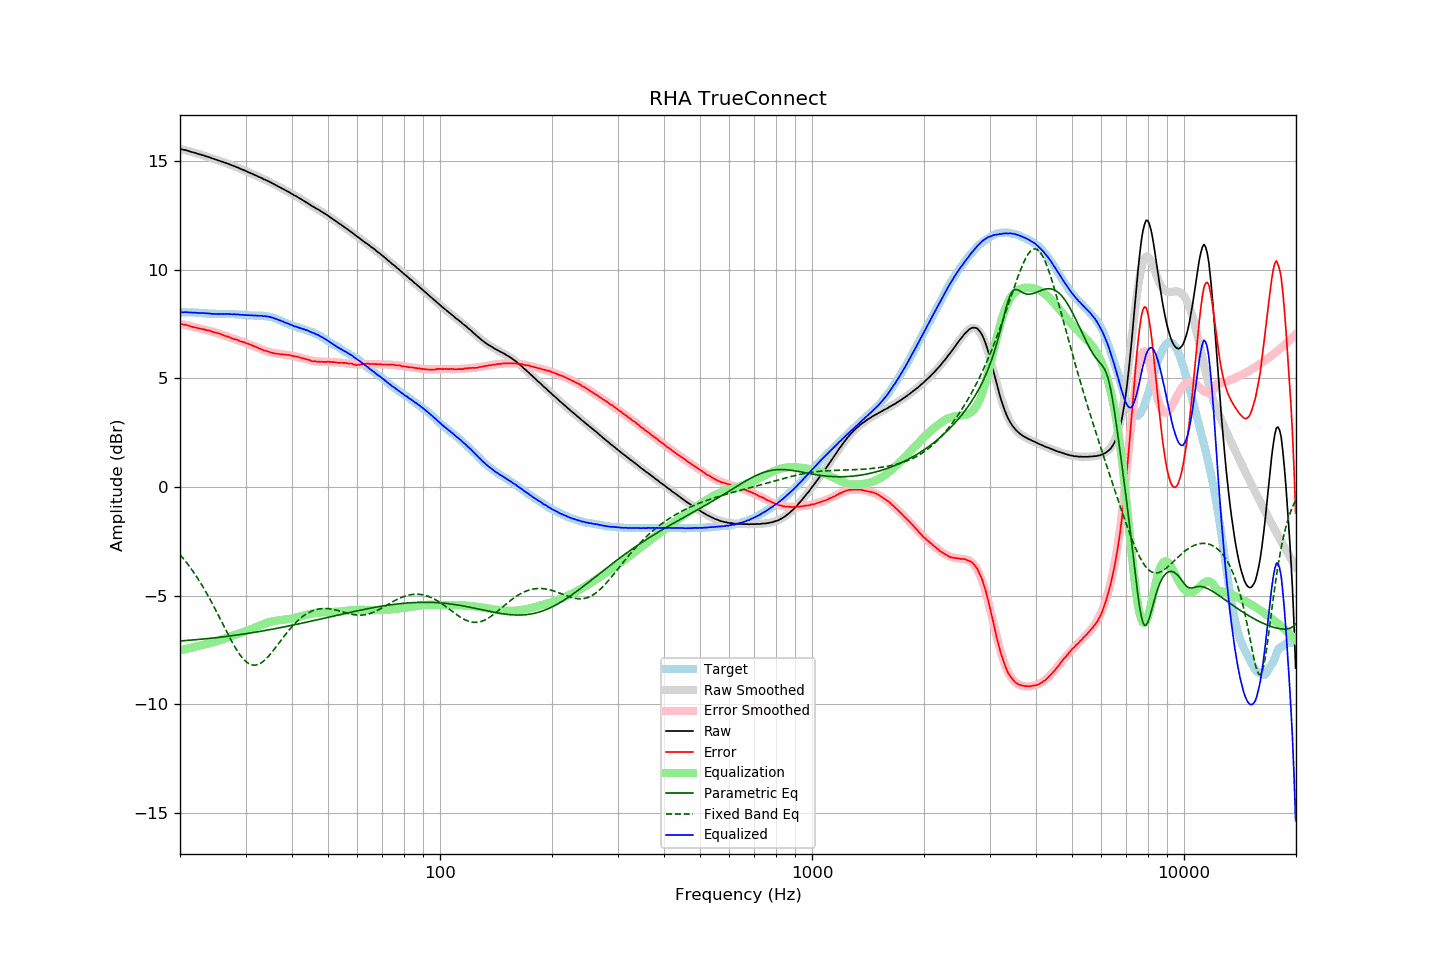 RHA TrueConnect
Amplitude (dBr)
15
10
5
0
−5
−10
−15
Target
Raw Smoothed
Error Smoothed
Raw
Error
Equalization
Parametric Eq
Fixed Band Eq
Equalized
100 1000 10000
Frequency (Hz)